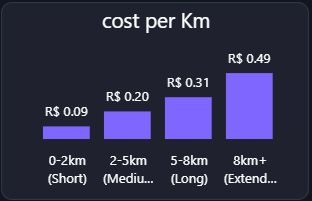 cost per Km
R$ 0.49
R$ 0.31
R$ 0.20
R$ 0.09
0-2km 2-5km 5-8km 8km+
(Short) (Mediu... (Long) (Extend...